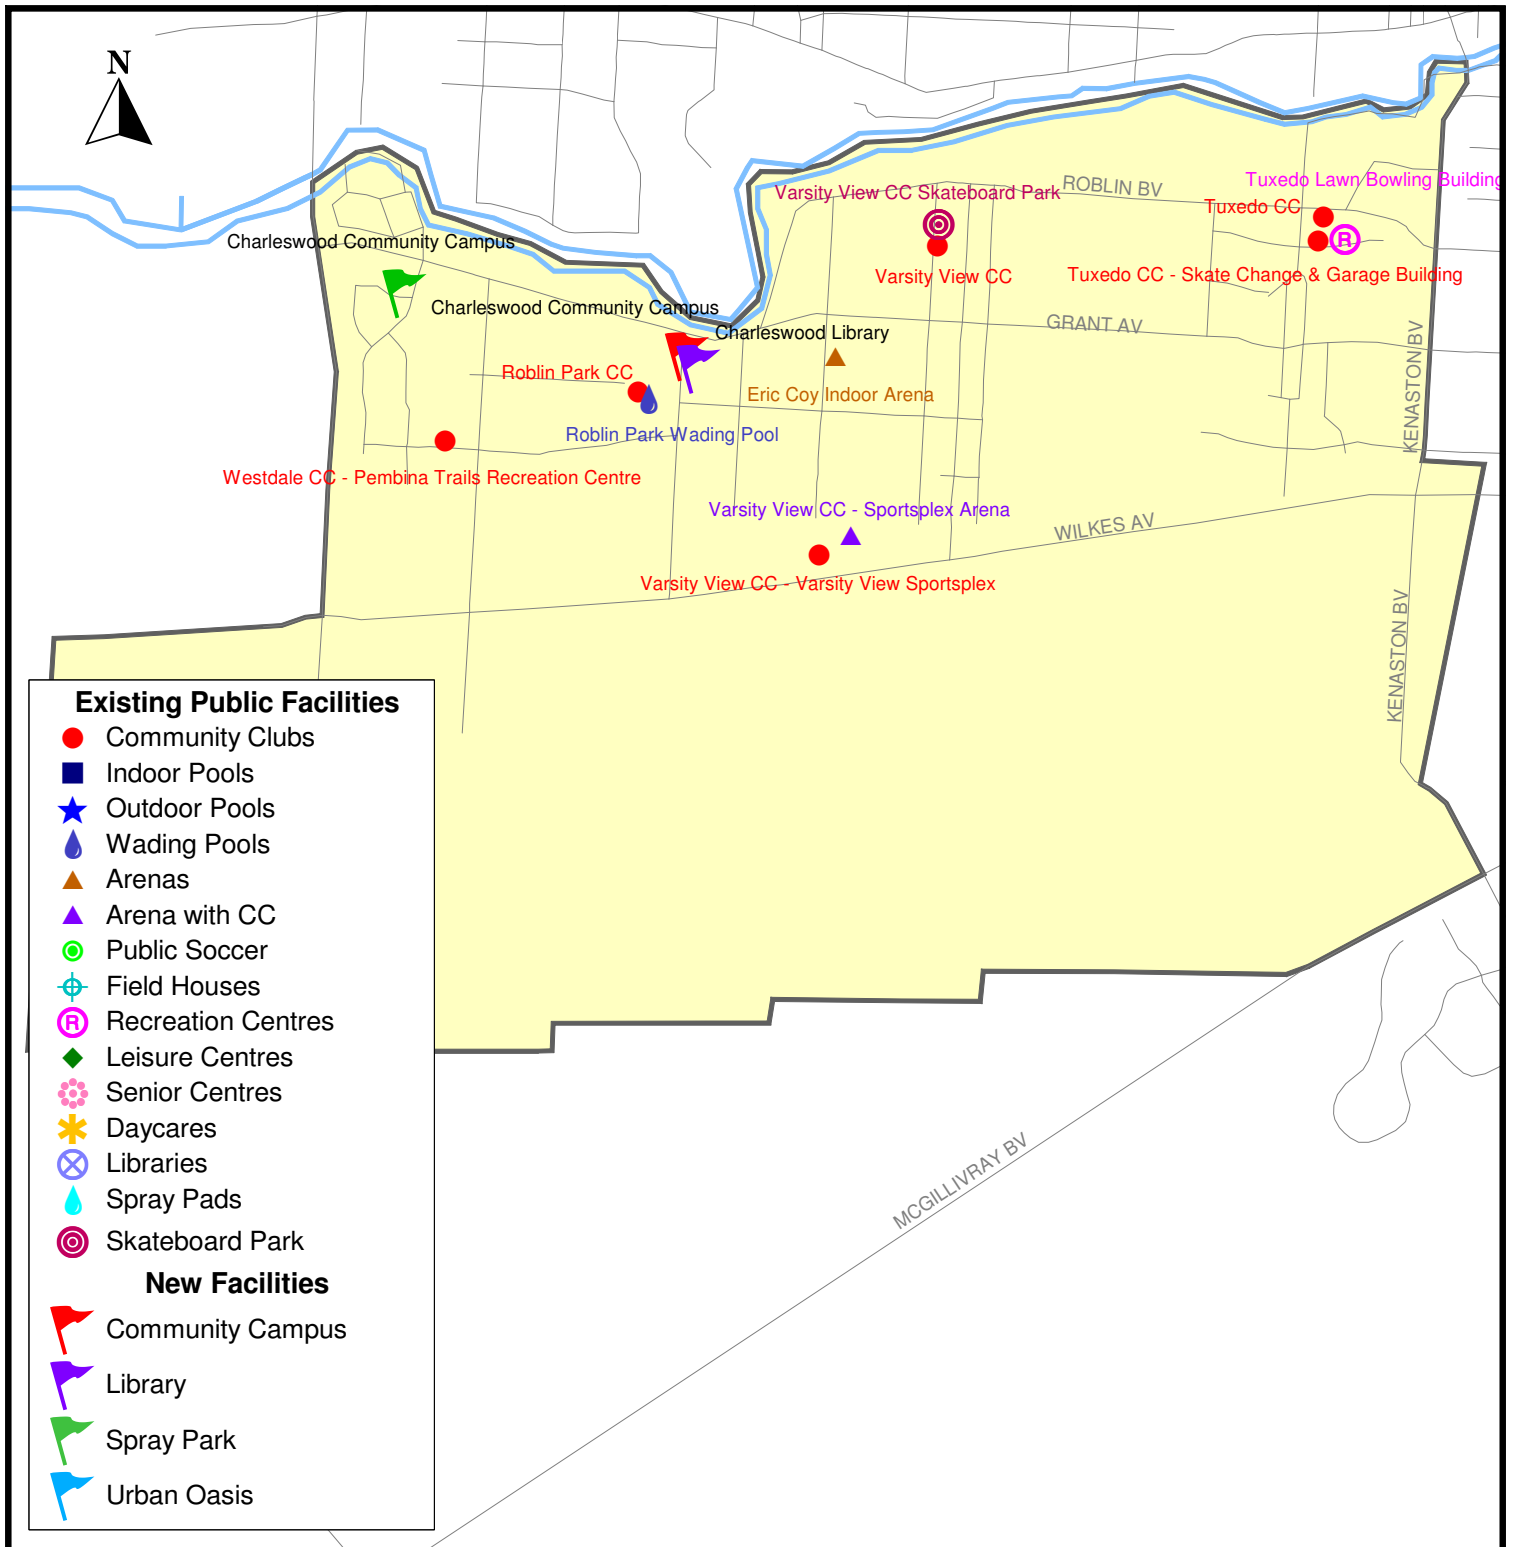 N
ROBLIN BV
Tuxedo Lawn Bowling Building
Varsity View CC Skateboard Park
Tuxedo CC
Charleswood Community Campus
Varsity View CC
Tuxedo CC - Skate Change & Garage Building
Charleswood Community Campus
GRANT AV
Charleswood Library
KENASTON BV
Roblin Park CC
Eric Coy Indoor Arena
Roblin Park Wading Pool
Westdale CC - Pembina Trails Recreation Centre
Varsity View CC - Sportsplex Arena
WILKES AV
Varsity View CC - Varsity View Sportsplex
KENASTON BV
Existing Public Facilities
Community Clubs
Indoor Pools
Outdoor Pools
Wading Pools
Arenas
Arena with CC
Public Soccer
Field Houses
R Recreation Centres
Leisure Centres
Senior Centres
Daycares
Libraries
Spray Pads
Skateboard Park
New Facilities
Community Campus
Library
Spray Park
Urban Oasis
R
MCGILLIVRAY BV